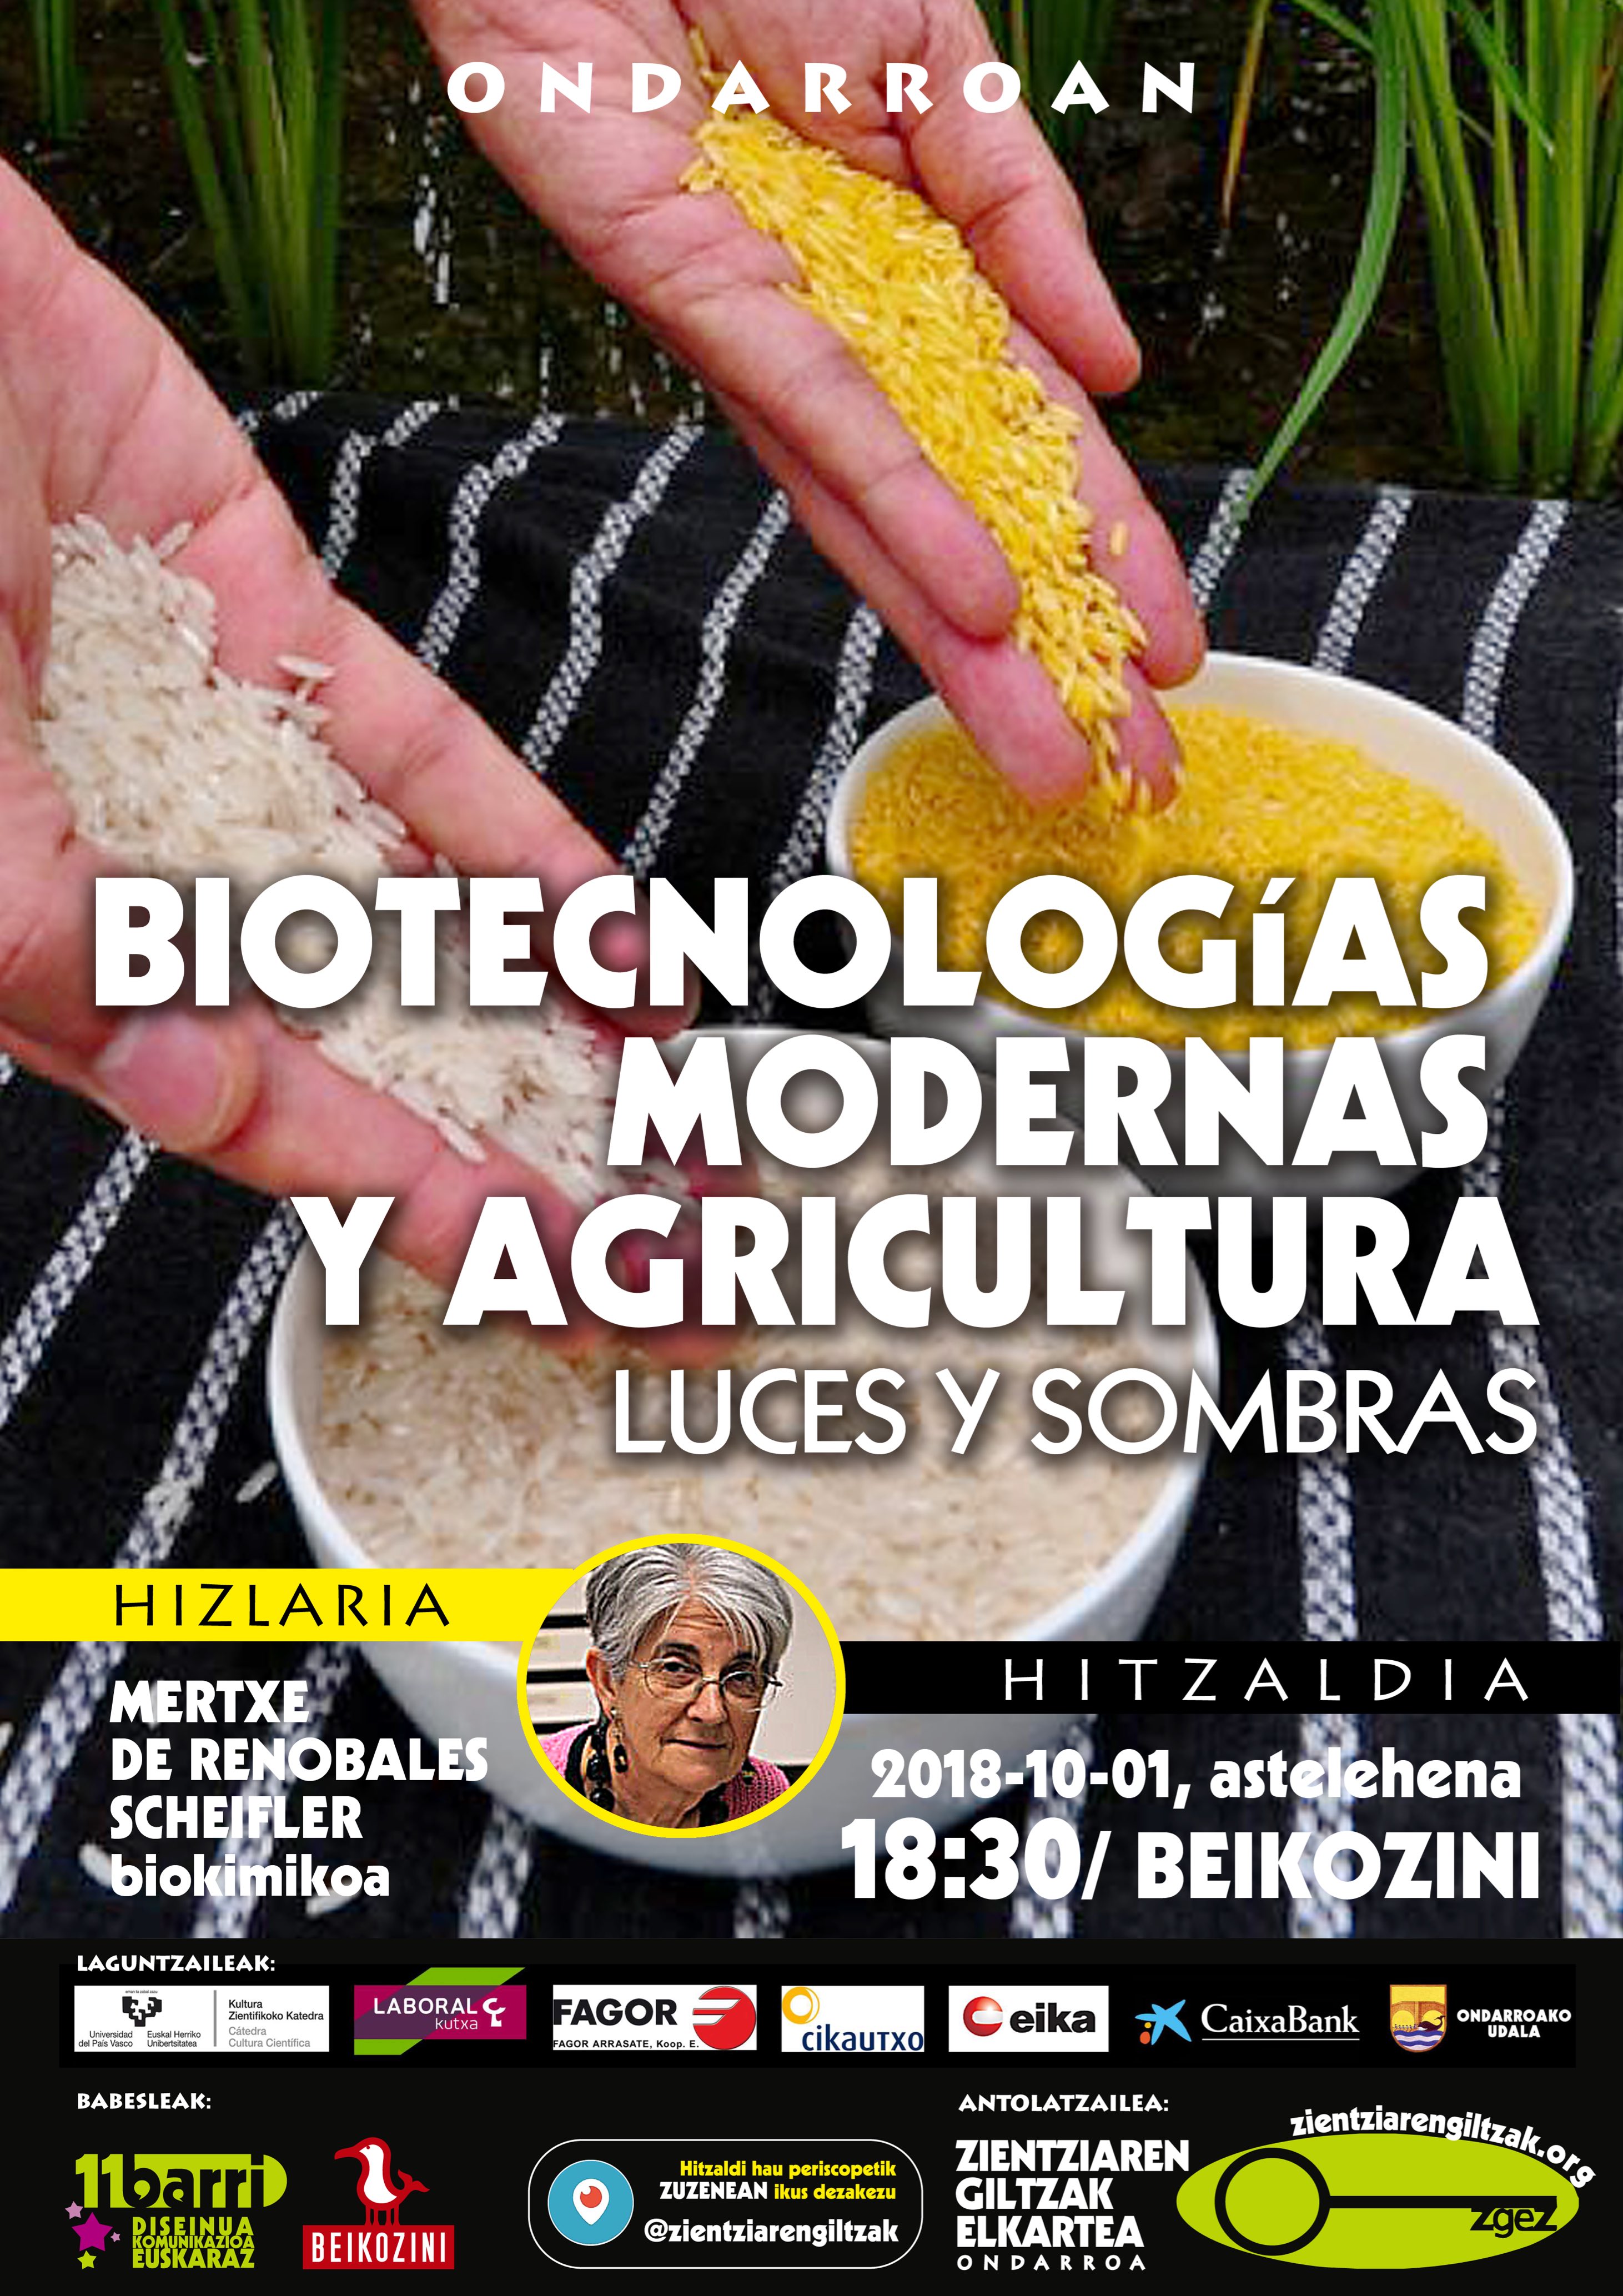 ONDARROAN
BIOTECNOLOGíAS
MODERNAS
Y AGRICULTURA
LUCES Y SOMBRAS
HIZLARIA
MERTXE
DE RENOBALES
SCHEIFLER
biokimikoa
HITZALDIA
2018-10-01, astelehena
18:30/ BEIKOZINI
LAGUNTZAILEAK:
Universidad
del País Vasco
Euskal Herriko
Unibertsitatea
Kultura
Zientifikoko Katedra
Cátedra
Cultura Científica
LABORAL
kutxa
FAGOR
FAGOR ARRASATE, Koop. E.
cikautxo
eika
CaixaBank
ONDARROAKO
UDALA
BABESLEAK:
11barri
DISEINUA
KOMUNIKAZIOA
EUSKARAZ
BEIKOZINI
Hitzaldi hau periscopetik
ZUZENEAN ikus dezakezu
@zientziarengiltzak
ANTOLATZAILEA:
ZIENTZIAREN
GILTZAK
ELKARTEA
ONDARROA
zientziarengiltzak.org
zgez